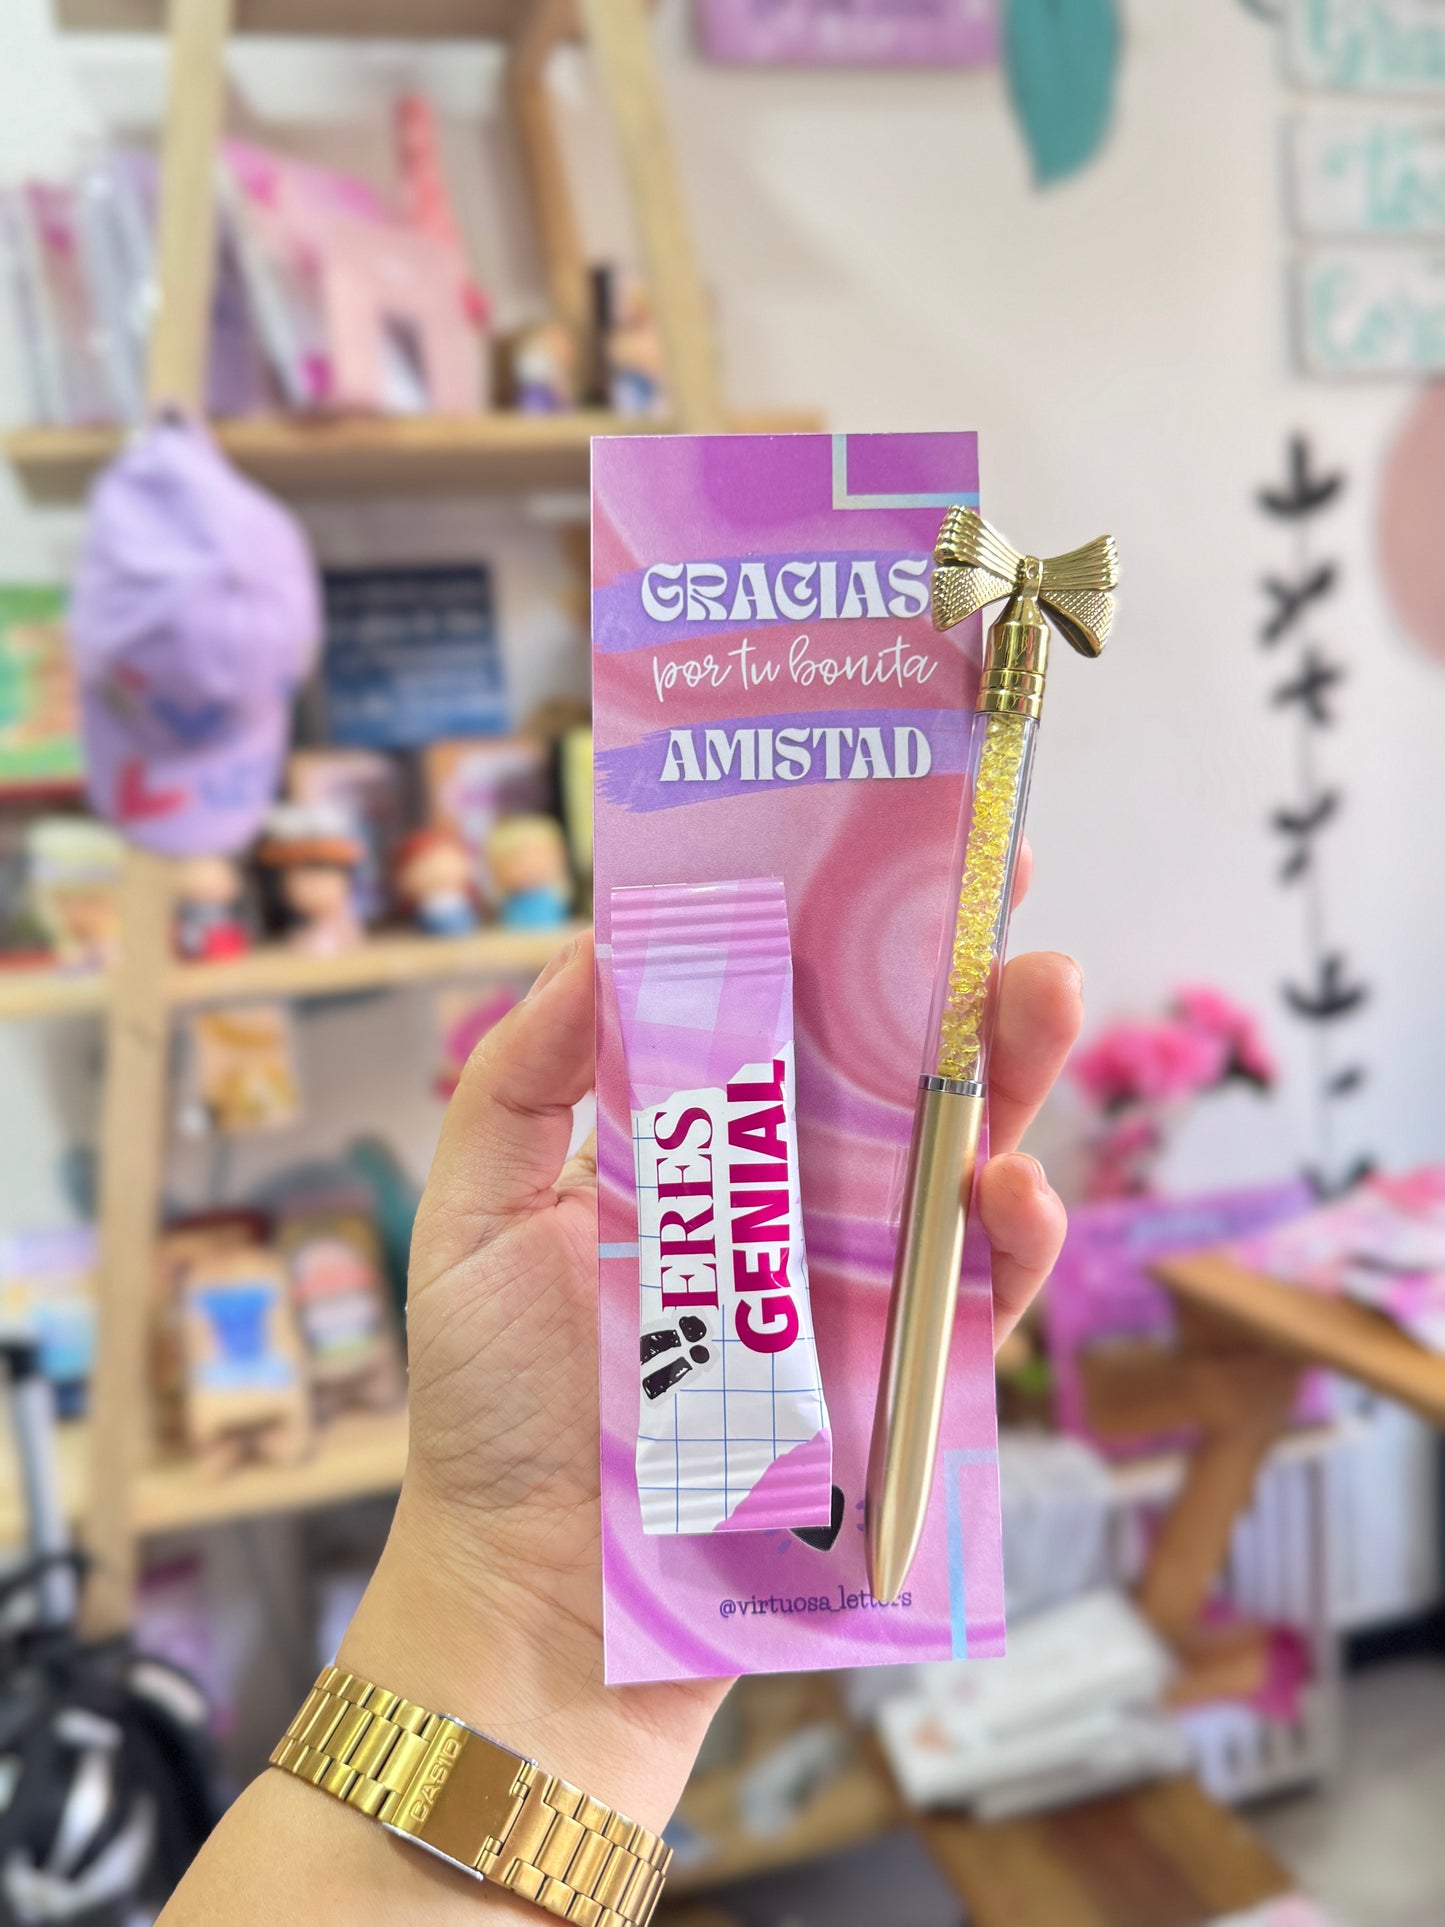 GRACIAS
por tu bonita
AMISTAD
ERES
GENIAL
@virtuosa_letters
CASIO